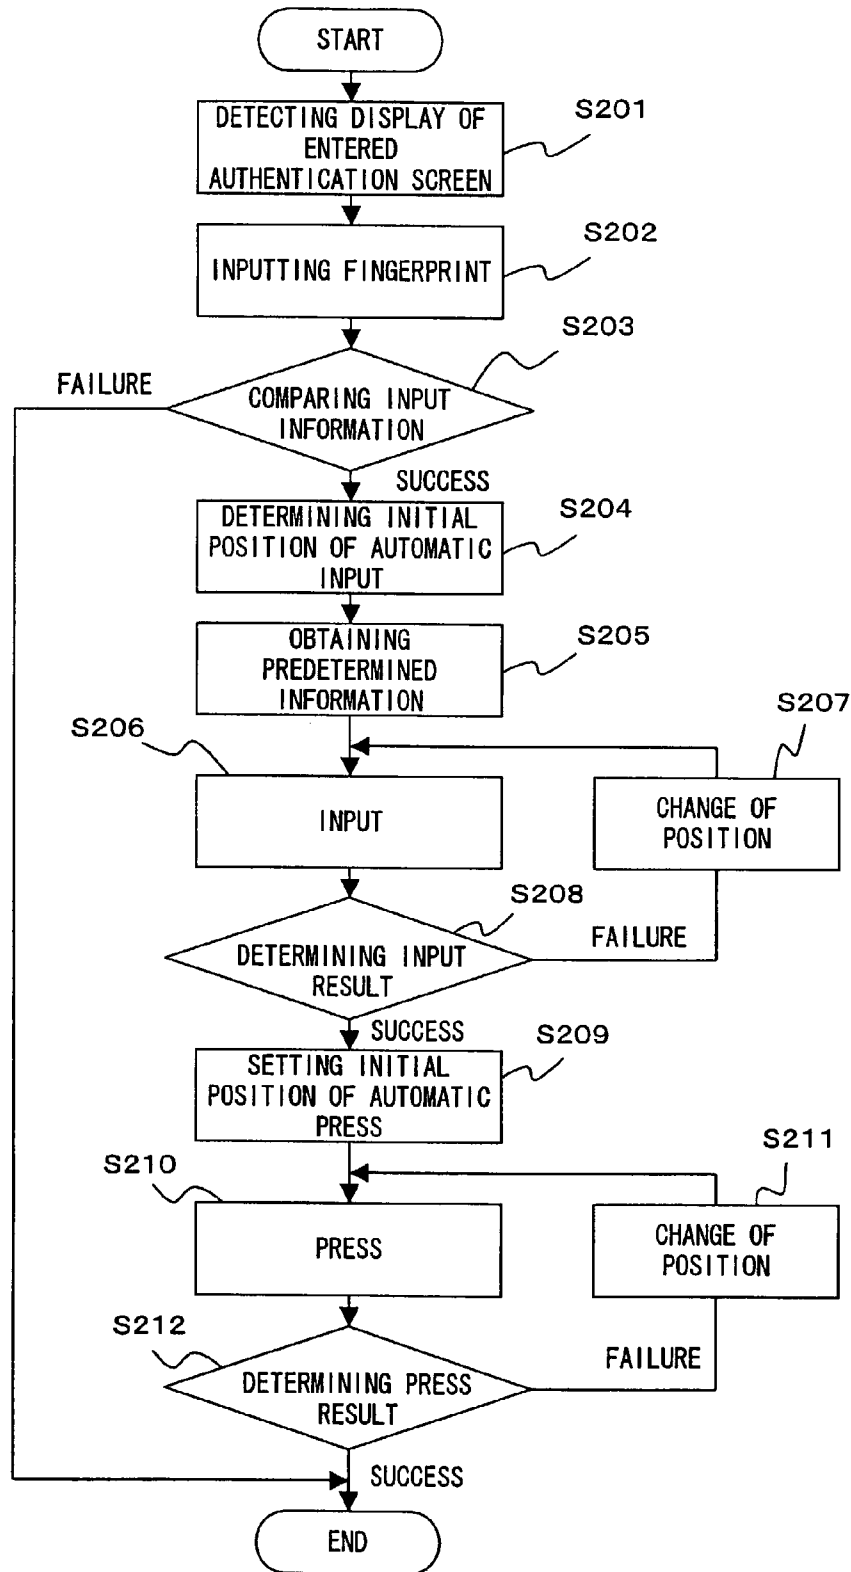 START
S201
DETECTING DISPLAY OF
ENTERED
AUTHENTICATION SCREEN
S202
INPUTTING FINGERPRINT
S203
FAILURE
COMPARING INPUT
INFORMATION
SUCCESS
S204
DETERMINING INITIAL
POSITION OF AUTOMATIC
INPUT
S205
OBTAINING
PREDETERMINED
INFORMATION
S206
S207
INPUT
CHANGE OF
POSITION
S208
FAILURE
DETERMINING INPUT
RESULT
SUCCESS
S209
SETTING INITIAL
POSITION OF AUTOMATIC
PRESS
S210
S211
PRESS
CHANGE OF
POSITION
S212
FAILURE
DETERMINING PRESS
RESULT
SUCCESS
END